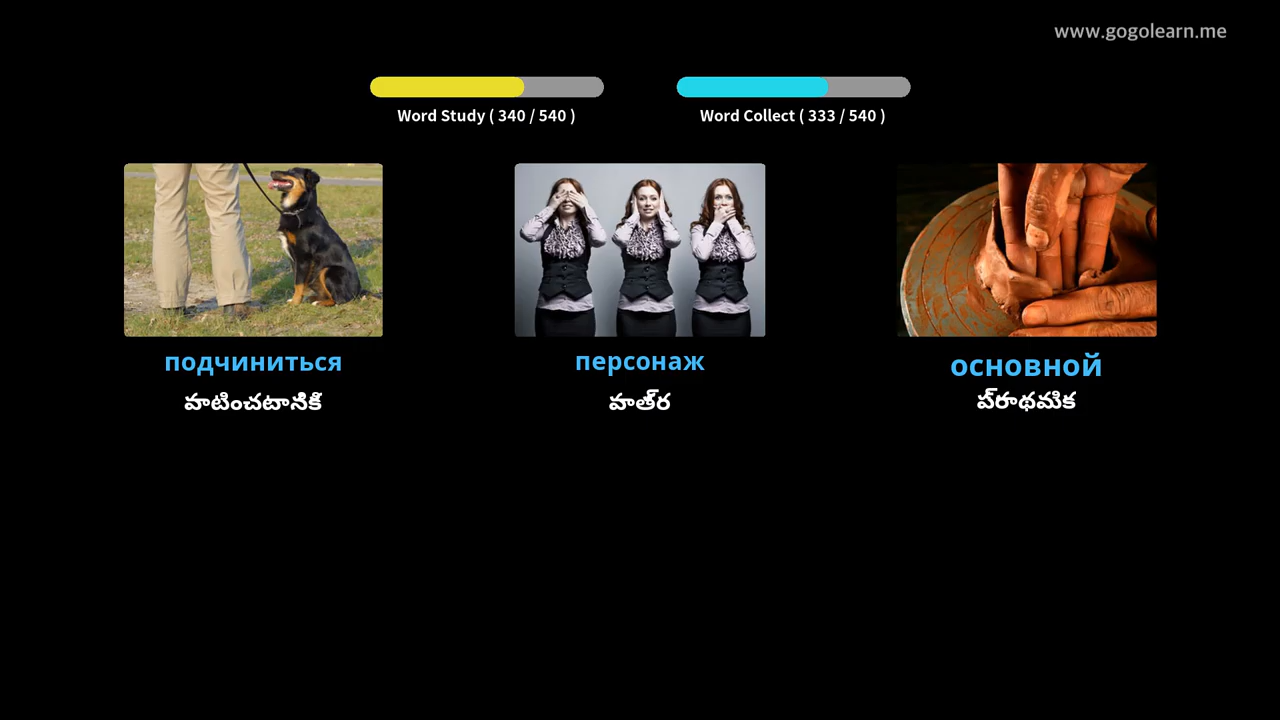 www.gogolearn.me
Word Study ( 340 / 540 )
Word Collect ( 333 / 540 )
подчиниться
персонаж
основной
పాటించటానికి
పాత్ర
ప్రాథమిక